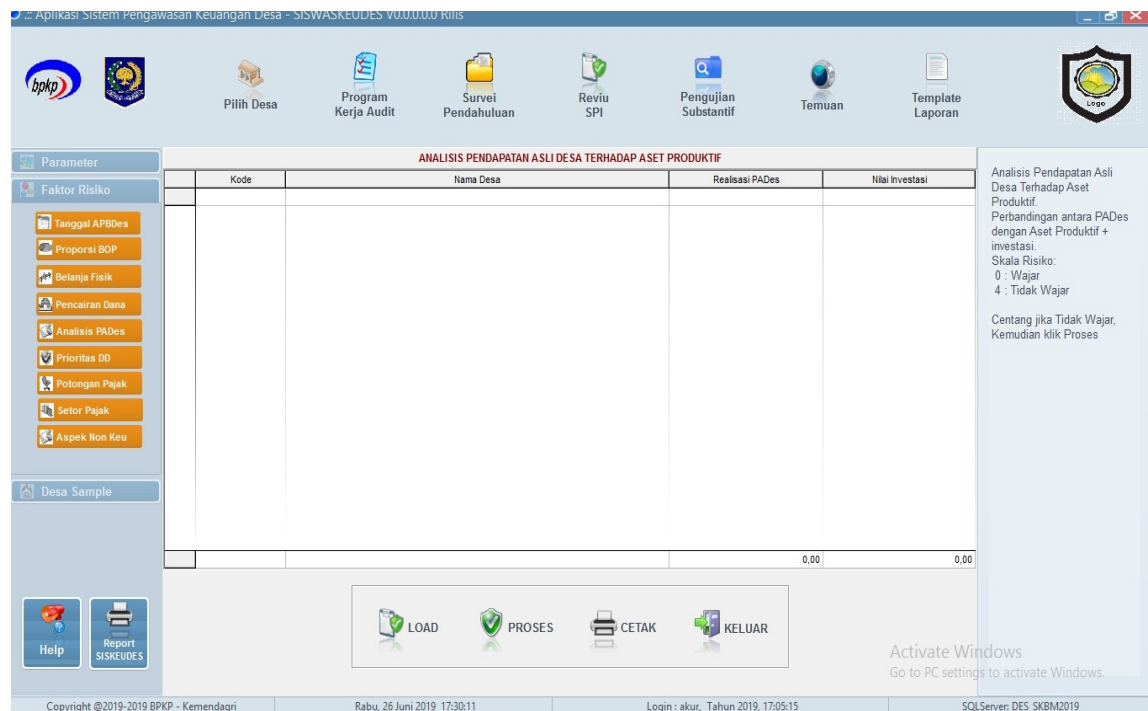 .:: Aplikasi Sistem Pengawasan Keuangan Desa - SISWASKEUDES V0.0.0.0.0 Rilis
bpkp
Pilih Desa
Program
Kerja Audit
Survei
Pendahuluan
Reviu
SPI
Pengujian
Substantif
Temuan
Template
Laporan
Logo
Parameter
Faktor Risiko
Tanggal APBDes
Proporsi BOP
Belanja Fisik
Pencairan Dana
Analisis PADes
Prioritas DD
Potongan Pajak
Setor Pajak
Aspek Non Keu
Desa Sample
Help
Report
SISKEUDES
ANALISIS PENDAPATAN ASLI DESA TERHADAP ASET PRODUKTIF
Kode Nama Desa Realisasi PADes Nilai Investasi
0,00 0,00
LOAD PROSES CETAK KELUAR
Analisis Pendapatan Asli
Desa Terhadap Aset
Produktif.
Perbandingan antara PADes
dengan Aset Produktif +
investasi.
Skala Risiko:
0 : Wajar
4 : Tidak Wajar
Centang jika Tidak Wajar,
Kemudian klik Proses
Activate Windows
Go to PC settings to activate Windows.
Copyright @2019-2019 BPKP - Kemendagri Rabu, 26 Juni 2019 17:30:11 Login : akur, Tahun 2019, 17:05:15 SQLServer: DES_SKBM2019